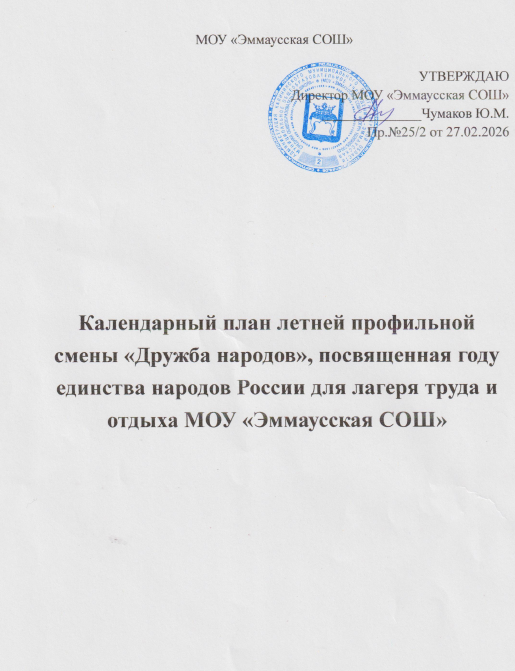 МОУ «Эммаусская СОШ»
УТВЕРЖДАЮ
Директор МОУ «Эммаусская СОШ»
Чумаков Ю.М.
Пр.№25/2 от 27.02.2026
Календарный план летней профильной
смены «Дружба народов», посвященная году
единства народов России для лагеря труда и
отдыха МОУ «Эммаусская СОШ»